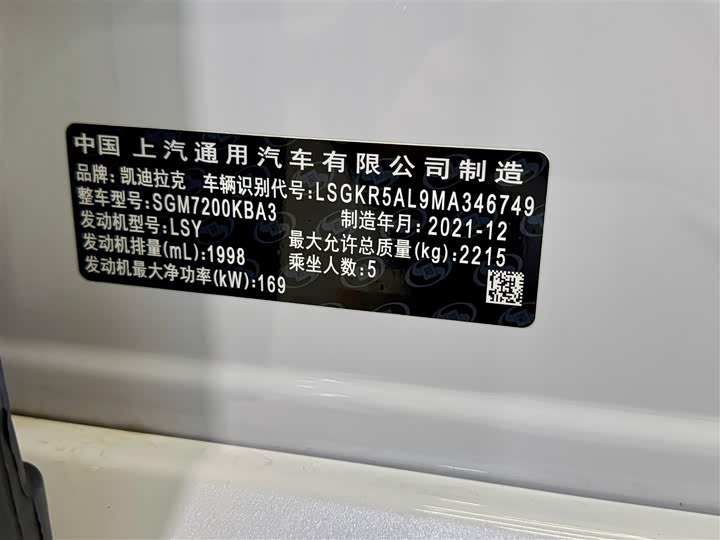 中国 上汽通用汽车有限公司制造
品牌:凯迪拉克 车辆识别代号:LSGKR5AL9MA346749
整车型号:SGM7200KBA3 制造年月:2021-12
发动机型号:LSY 最大允许总质量(kg):2215
发动机排量(mL):1998 乘坐人数:5
发动机最大净功率(kW):169